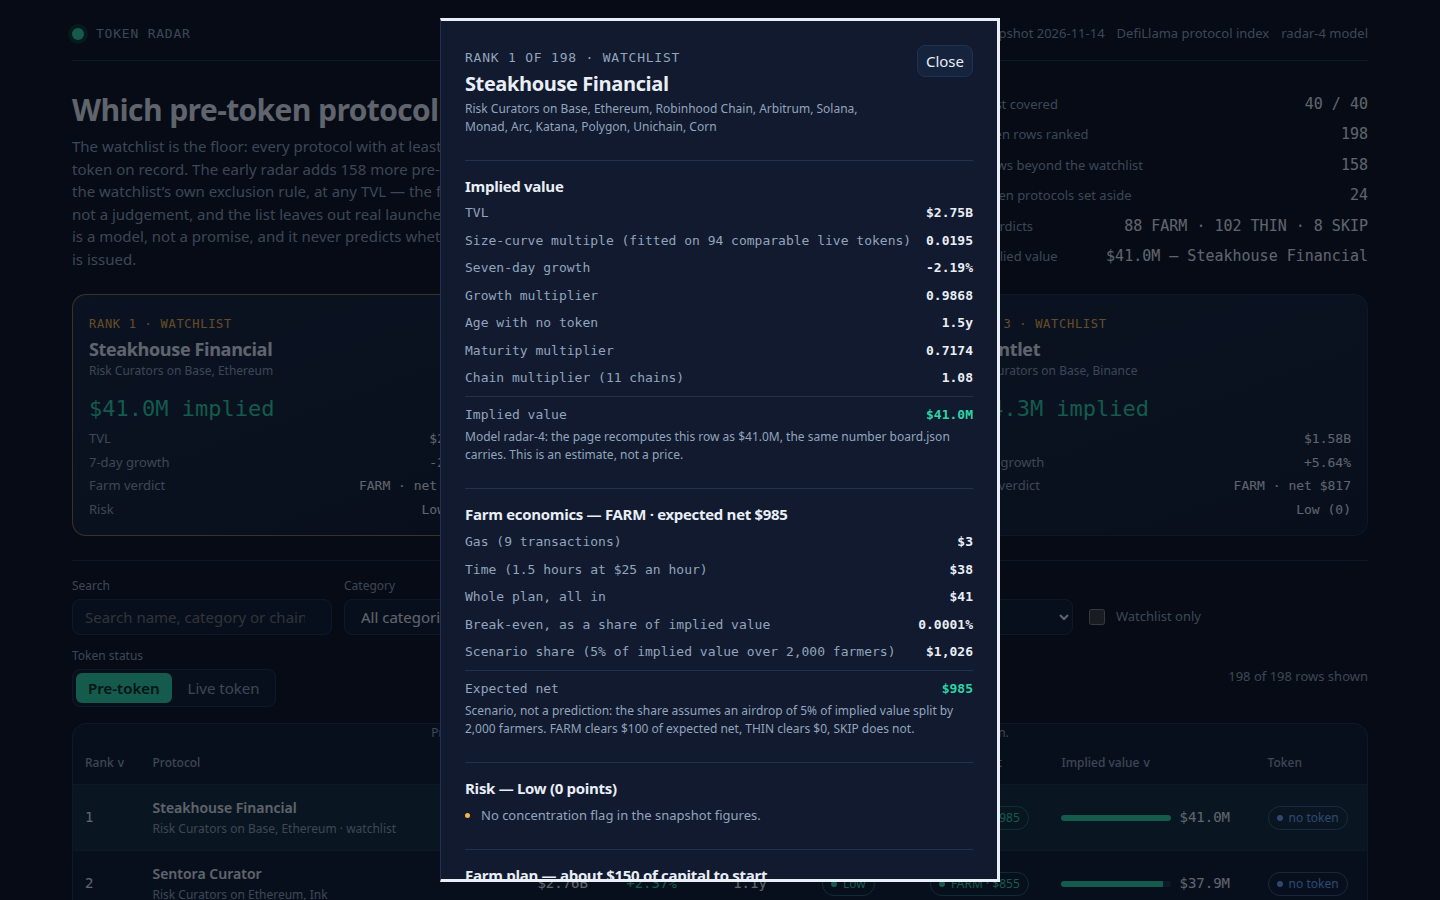 TOKEN RADAR
pshot 2026-11-14 DefiLlama protocol index radar-4 model
Which pre-token protocol
The watchlist is the floor: every protocol with at least
token on record. The early radar adds 158 more pre-
the watchlist's own exclusion rule, at any TVL — the f
not a judgement, and the list leaves out real launche
is a model, not a promise, and it never predicts whet
is issued.
st covered 40 / 40
en rows ranked 198
ws beyond the watchlist 158
en protocols set aside 24
rdicts 88 FARM · 102 THIN · 8 SKIP
lied value $41.0M — Steakhouse Financial
RANK 1 · WATCHLIST
Steakhouse Financial
Risk Curators on Base, Ethereum
$41.0M implied
TVL $2
7-day growth -2
Farm verdict FARM · net
Risk Low
3 · WATCHLIST
ntlet
urators on Base, Binance
.3M implied
$1.58B
growth +5.64%
verdict FARM · net $817
Low (0)
RANK 1 OF 198 · WATCHLIST
Close
Steakhouse Financial
Risk Curators on Base, Ethereum, Robinhood Chain, Arbitrum, Solana,
Monad, Arc, Katana, Polygon, Unichain, Corn
Implied value
TVL $2.75B
Size-curve multiple (fitted on 94 comparable live tokens) 0.0195
Seven-day growth -2.19%
Growth multiplier 0.9868
Age with no token 1.5y
Maturity multiplier 0.7174
Chain multiplier (11 chains) 1.08
Implied value $41.0M
Model radar-4: the page recomputes this row as $41.0M, the same number board.json
carries. This is an estimate, not a price.
Farm economics — FARM · expected net $985
Gas (9 transactions) $3
Time (1.5 hours at $25 an hour) $38
Whole plan, all in $41
Break-even, as a share of implied value 0.0001%
Scenario share (5% of implied value over 2,000 farmers) $1,026
Expected net $985
Scenario, not a prediction: the share assumes an airdrop of 5% of implied value split by
2,000 farmers. FARM clears $100 of expected net, THIN clears $0, SKIP does not.
Risk — Low (0 points)
No concentration flag in the snapshot figures.
Farm plan — about $150 of capital to start
Search
Category
Search name, category or chain
All categori
Watchlist only
Token status
Pre-token Live token
198 of 198 rows shown
Rank v Protocol Implied value v Token
1 Steakhouse Financial 985 $41.0M no token
Risk Curators on Base, Ethereum · watchlist
2 Sentora Curator $2.76B +2.37% 1.1y Low FARM · $855 $37.9M no token
Risk Curators on Ethereum, Ink